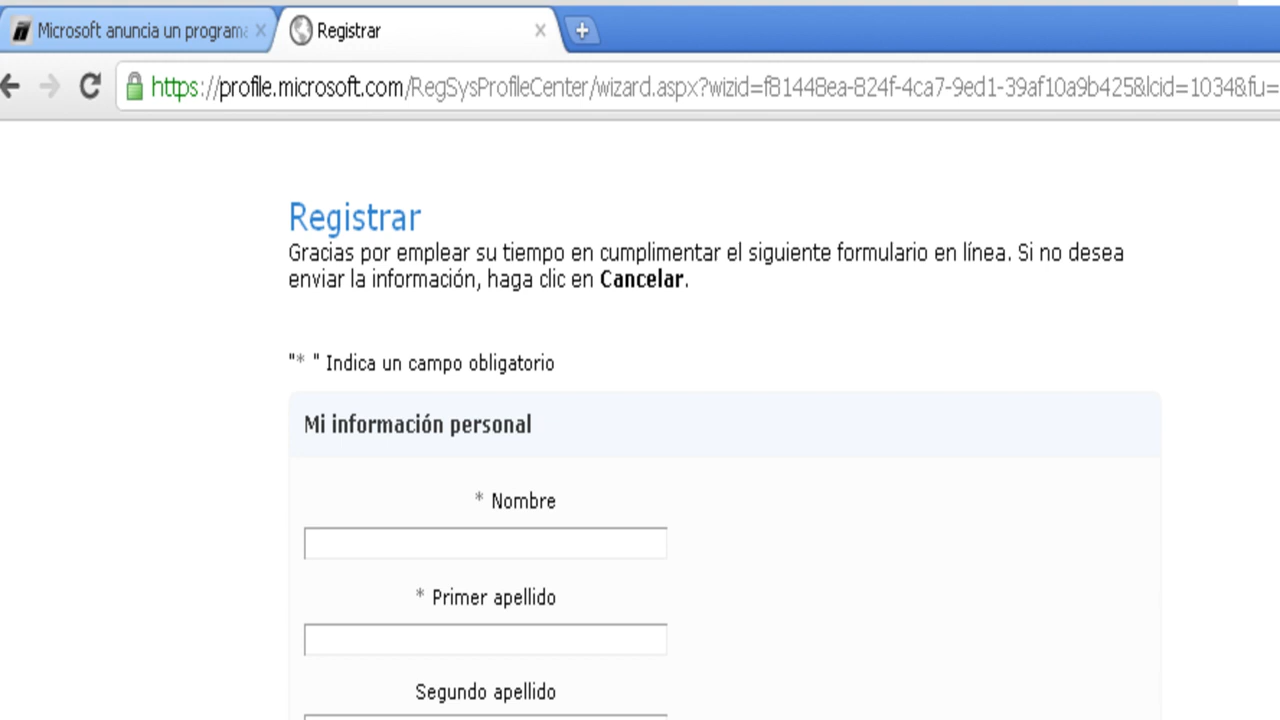 Microsoft anuncia un programa
Registrar
https://profile.microsoft.com/RegSysProfileCenter/wizard.aspx?wizid=f81448ea-824f-4ca7-9ed1-39af10a9b425&lcid=1034&fu=
Registrar
Gracias por emplear su tiempo en cumplimentar el siguiente formulario en línea. Si no desea
enviar la información, haga clic en Cancelar.
"* " Indica un campo obligatorio
Mi información personal
* Nombre
* Primer apellido
Segundo apellido